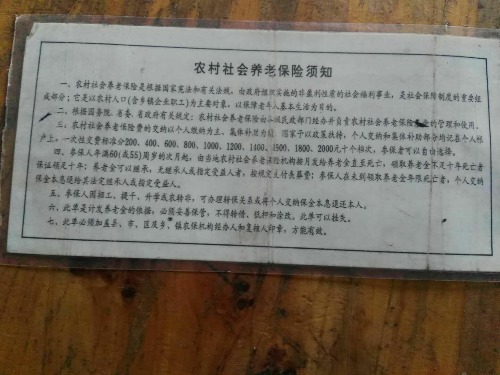 农村社会养老保险须知
一、农村社会养老保险是根据国家宪法和有关法规，由政府组织实施的非盈利性质的社会福利事业，是社会保障制度的重要组
成部分；它是以农村人口(含乡镇企业职工)为主要对象，以保障老年人基本生活为目的。
二、根据国务院、省委、省政府有关规定：农村社会养老保险由各级民政部门经办并负责农村社会养老保险基金的管理和使用。
三、农村社会养老保险费的交纳以个人缴纳为主，集体补贴为辅，国家予以政策扶持，个人交纳和集体补助部分均记在个人帐
户上，一次性交费标准分200、400、600、800、1000、1200、1400、1500、1800、2000元十个档次，参保者可以自由选择。
四、参保人年满60(或55)周岁的次月起，由当地农村社会养老保险机构按月发给养老金直至死亡，领取养老金不足十年死亡者
保证领足十年；养老金可以继承，无继承人或指定受益人者，按规定支付丧葬费；参保人在未到领取养老金年限死亡者，个人交纳的
保金本息退给其法定继承人或指定受益人。
五、参保人因招工、提干、升学或农转非，可办理转保关系或将个人交纳保金本息退还本人。
六、此单是计发养老金的依据，必须妥善保管，不得转借、抵押和涂改。此单可以挂失。
七、此单必须加盖县、市、区及乡、镇农保机构经办人和复核人印章，方能有效。